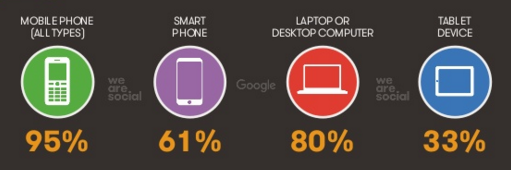 MOBILE PHONE
(ALL TYPES)
SMART
PHONE
LAPTOP OR
DESKTOP COMPUTER
TABLET
DEVICE
we
are
social
Google
we
are
social
95%
61%
80%
33%